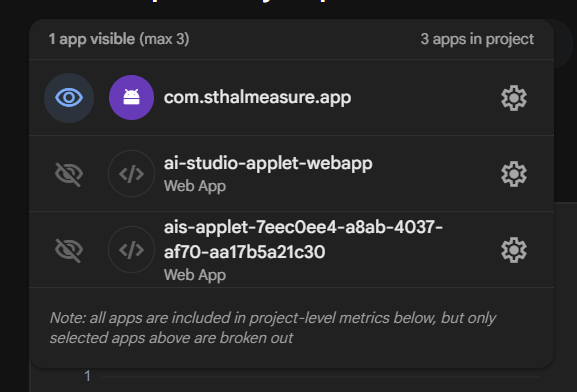 1 app visible (max 3)
3 apps in project
com.sthalmeasure.app
ai-studio-applet-webapp
Web App
ais-applet-7eec0ee4-a8ab-4037-
af70-aa17b5a21c30
Web App
Note: all apps are included in project-level metrics below, but only
selected apps above are broken out
1